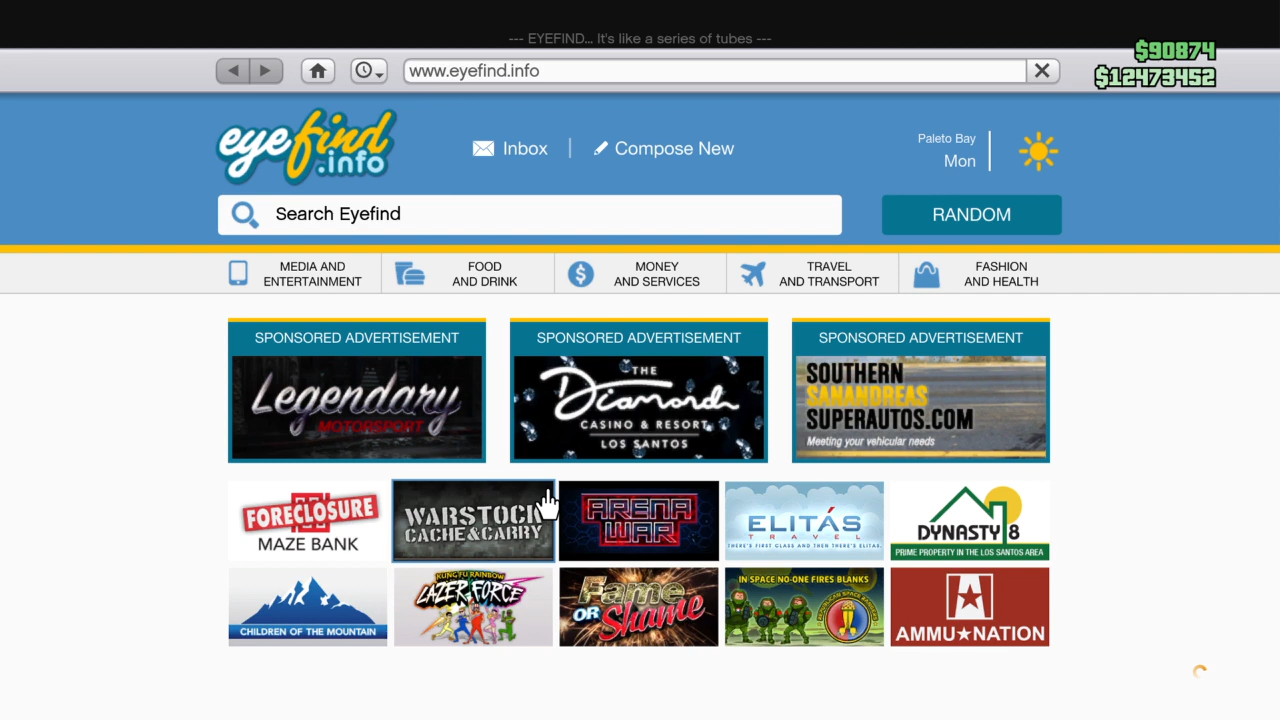 --- EYEFIND... It's like a series of tubes ---
$90874
www.eyefind.info
$12473452
eyefind
.info
Inbox
Compose New
Paleto Bay
Mon
Search Eyefind
RANDOM
MEDIA AND
ENTERTAINMENT
FOOD
AND DRINK
MONEY
AND SERVICES
TRAVEL
AND TRANSPORT
FASHION
AND HEALTH
SPONSORED ADVERTISEMENT
Legendary
MOTORSPORT
SPONSORED ADVERTISEMENT
THE
Diamond
CASINO & RESORT
LOS SANTOS
SPONSORED ADVERTISEMENT
SOUTHERN
SANANDREAS
SUPERAUTOS.COM
Meeting your vehicular needs
FORECLOSURE
MAZE BANK
WARSTOCK
CACHE&CARRY
ARENA
WAR
ELITÁS
TRAVEL
THERE'S FIRST CLASS AND THEN THERE'S ELITAS.
DYNASTY 8
PRIME PROPERTY IN THE LOS SANTOS AREA
CHILDREN OF THE MOUNTAIN
KUNG FU RAINBOW
LAZER FORCE
Fame
OR Shame
IN SPACE NO-ONE FIRES BLANKS
AMMU★NATION